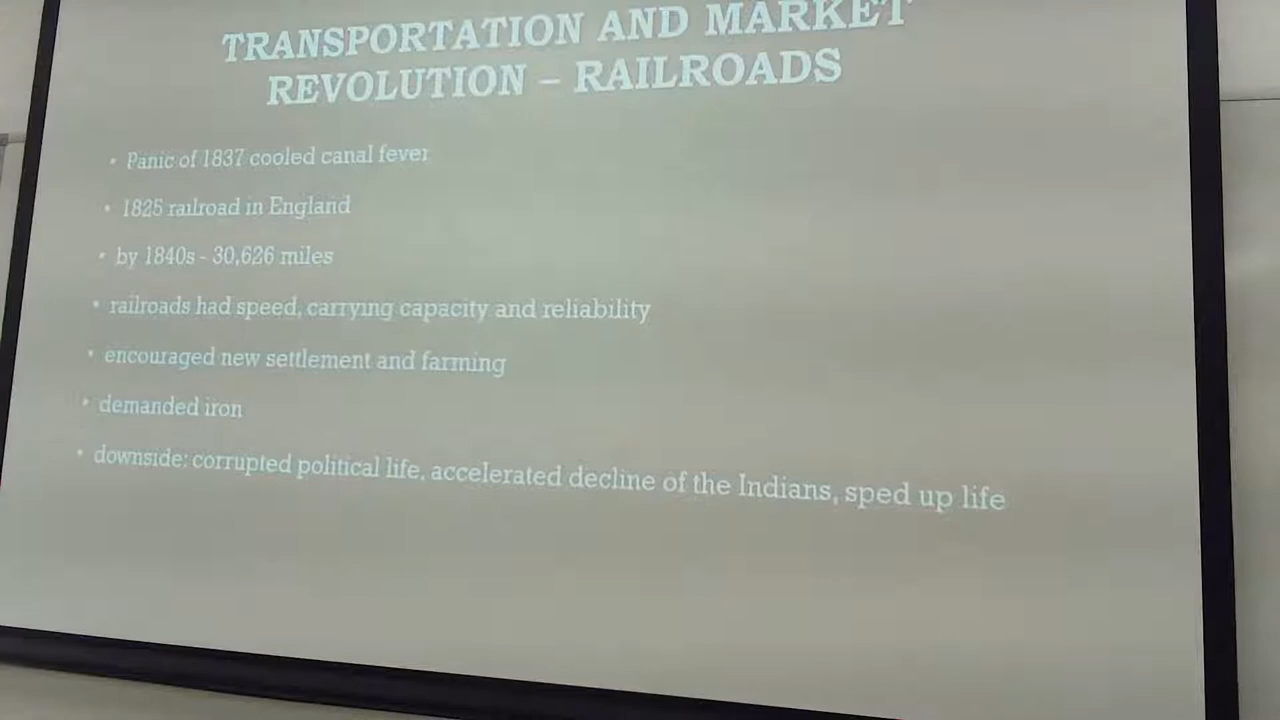 TRANSPORTATION AND MARKET
REVOLUTION – RAILROADS
• Panic of 1837 cooled canal fever
• 1825 railroad in England
• by 1840s - 30,626 miles
• railroads had speed, carrying capacity and reliability
• encouraged new settlement and farming
• demanded iron
• downside: corrupted political life, accelerated decline of the Indians, sped up life